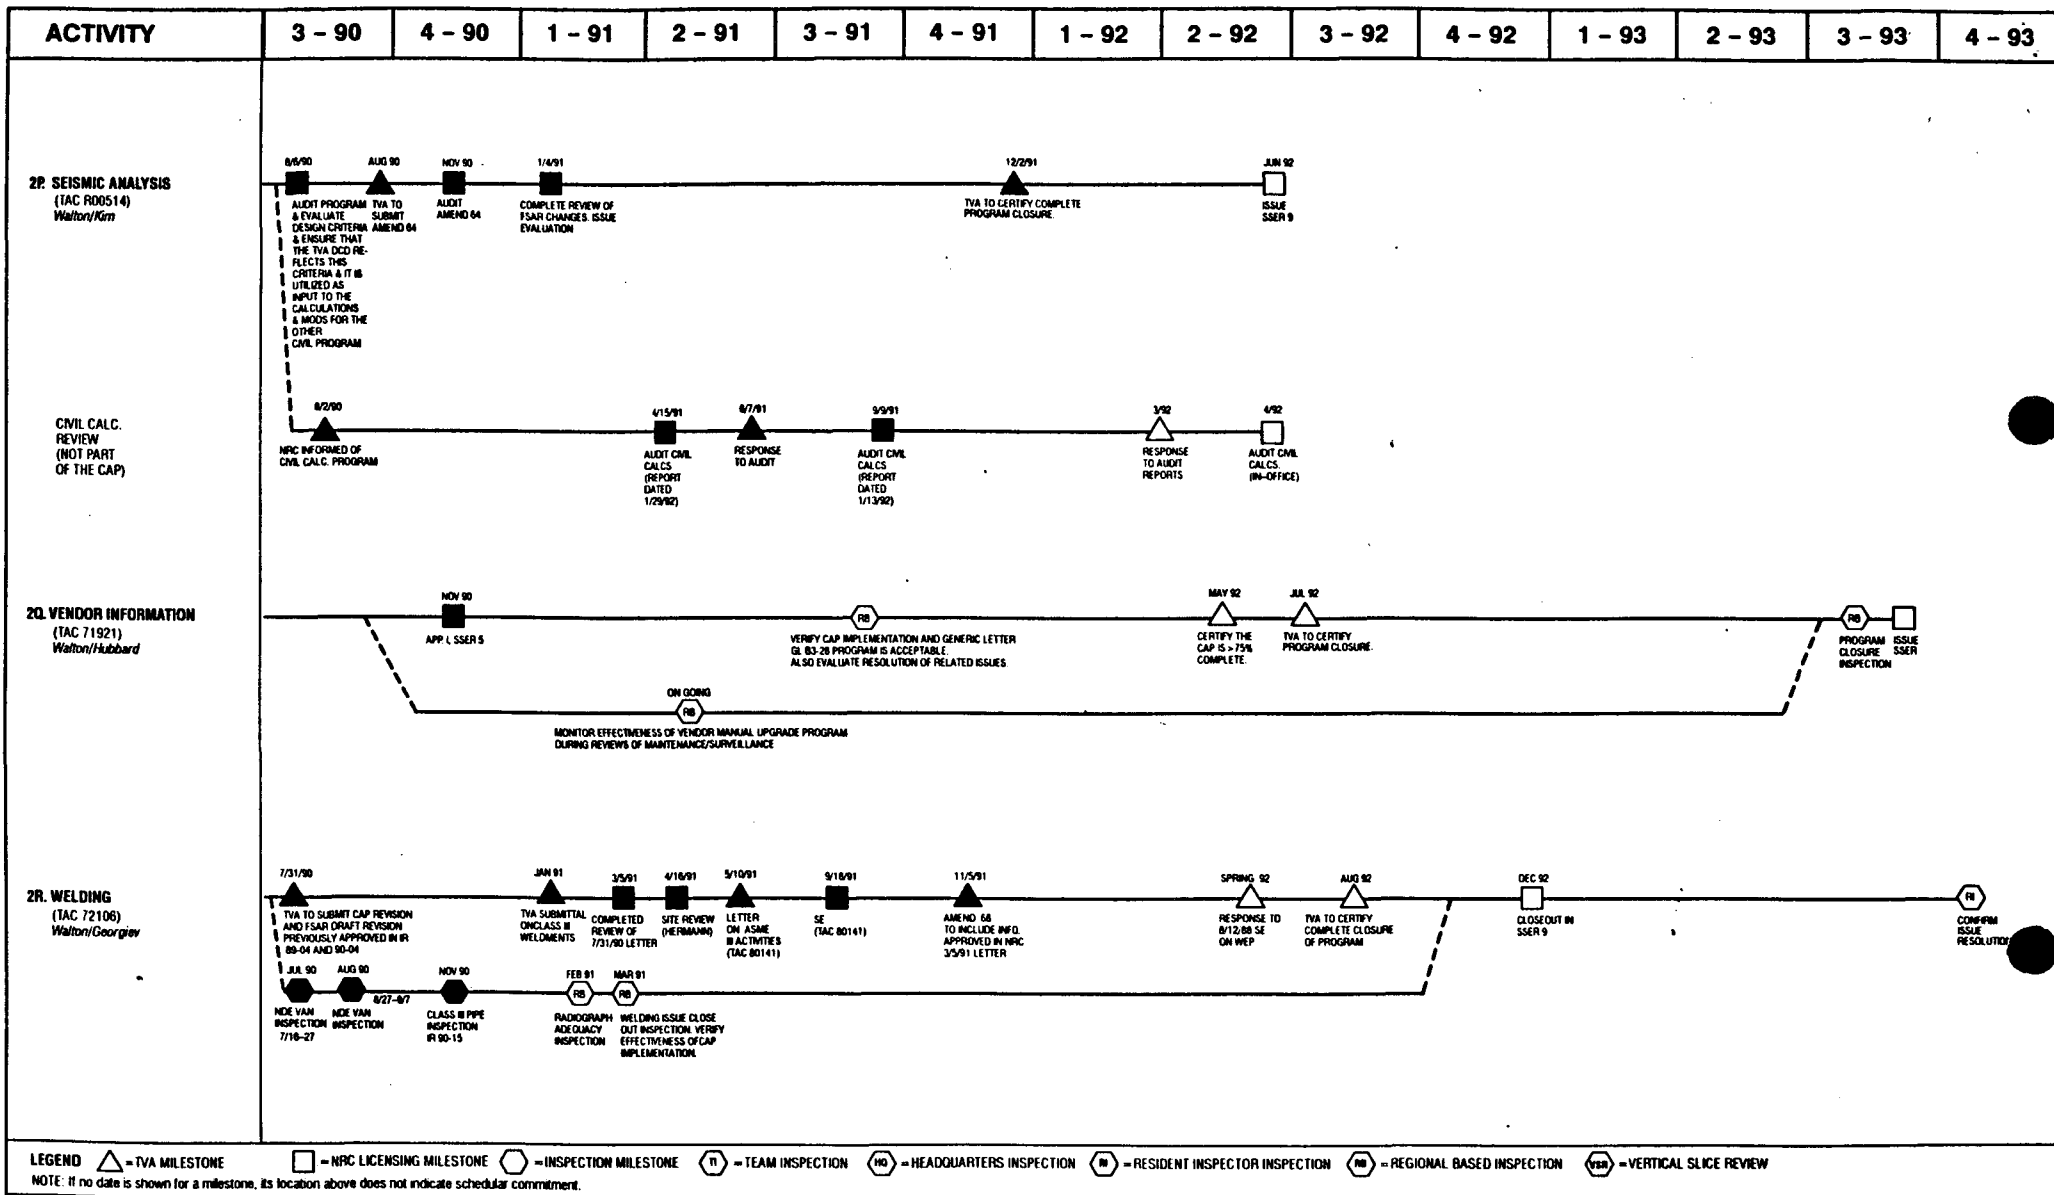 ACTIVITY 3 - 90 4 - 90 1 - 91 2 - 91 3 - 91 4 - 91 1 - 92 2 - 92 3 - 92 4 - 92 1 - 93 2 - 93 3 - 93 4 - 93
2P. SEISMIC ANALYSIS
(TAC R00514)
Walton/Kim
8/6/90
AUDIT PROGRAM
& EVALUATE
DESIGN CRITERIA
& ENSURE THAT
THE TVA DCD RE-
FLECTS THIS
CRITERIA & IT IS
UTILIZED AS
INPUT TO THE
CALCULATIONS
& MODS FOR THE
OTHER
CIVIL PROGRAM
AUG 90
TVA TO
SUBMIT
AMEND 64
NOV 90
AUDIT
AMEND 64
1/4/91
COMPLETE REVIEW OF
FSAR CHANGES. ISSUE
EVALUATION
12/2/91
TVA TO CERTIFY COMPLETE
PROGRAM CLOSURE.
JUN 92
ISSUE
SSER 9
CIVIL CALC.
REVIEW
(NOT PART
OF THE CAP)
8/2/90
NRC INFORMED OF
CIVIL CALC. PROGRAM
4/15/91
AUDIT CIVIL
CALCS
(REPORT
DATED
1/29/92)
6/7/91
RESPONSE
TO AUDIT
9/9/91
AUDIT CIVIL
CALCS
(REPORT
DATED
1/13/92)
3/92
RESPONSE
TO AUDIT
REPORTS
4/92
AUDIT CIVIL
CALCS.
(IN-OFFICE)
2Q. VENDOR INFORMATION
(TAC 71921)
Walton/Hubbard
NOV 90
APP. I, SSER 5
RB
VERIFY CAP IMPLEMENTATION AND GENERIC LETTER
GL 83-28 PROGRAM IS ACCEPTABLE.
ALSO EVALUATE RESOLUTION OF RELATED ISSUES.
MAY 92
CERTIFY THE
CAP IS > 75%
COMPLETE.
JUL 92
TVA TO CERTIFY
PROGRAM CLOSURE.
RB
PROGRAM
CLOSURE
INSPECTION
ISSUE
SSER
ON GOING
RB
MONITOR EFFECTIVENESS OF VENDOR MANUAL UPGRADE PROGRAM
DURING REVIEWS OF MAINTENANCE/SURVEILLANCE
2R. WELDING
(TAC 72106)
Walton/Georgiev
7/31/90
TVA TO SUBMIT CAP REVISION
AND FSAR DRAFT REVISION
PREVIOUSLY APPROVED IN IR
89-04 AND 90-04
JAN 91
TVA SUBMITTAL
ONCLASS III
WELDMENTS
3/5/91
COMPLETED
REVIEW OF
7/31/90 LETTER
4/16/91
SITE REVIEW
(HERMANN)
5/10/91
LETTER
ON ASME
III ACTIVITIES
(TAC 80141)
9/18/91
SE
(TAC 80141)
11/5/91
AMEND 68
TO INCLUDE INFO.
APPROVED IN NRC
3/5/91 LETTER
SPRING 92
RESPONSE TO
8/12/88 SE
ON WEP
AUG 92
TVA TO CERTIFY
COMPLETE CLOSURE
OF PROGRAM
DEC 92
CLOSEOUT IN
SSER 9
RI
CONFIRM
ISSUE
RESOLUTION
JUL 90
NDE VAN
INSPECTION
7/16-27
AUG 90
8/27-9/7
NDE VAN
INSPECTION
NOV 90
CLASS III PIPE
INSPECTION
IR 90-15
FEB 91
RB
RADIOGRAPH
ADEQUACY
INSPECTION
MAR 91
RB
WELDING ISSUE CLOSE
OUT INSPECTION. VERIFY
EFFECTIVENESS OF CAP
IMPLEMENTATION.
LEGEND = TVA MILESTONE = NRC LICENSING MILESTONE = INSPECTION MILESTONE TI = TEAM INSPECTION HQ = HEADQUARTERS INSPECTION RI = RESIDENT INSPECTOR INSPECTION RB = REGIONAL BASED INSPECTION VSR = VERTICAL SLICE REVIEW
NOTE: If no date is shown for a milestone, its location above does not indicate schedular commitment.